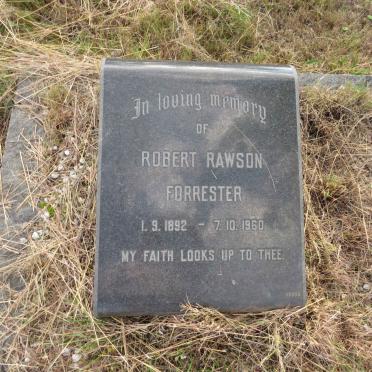 In loving memory
OF
ROBERT RAWSON
FORRESTER
1.9.1892 - 7.10.1960
MY FAITH LOOKS UP TO THEE.